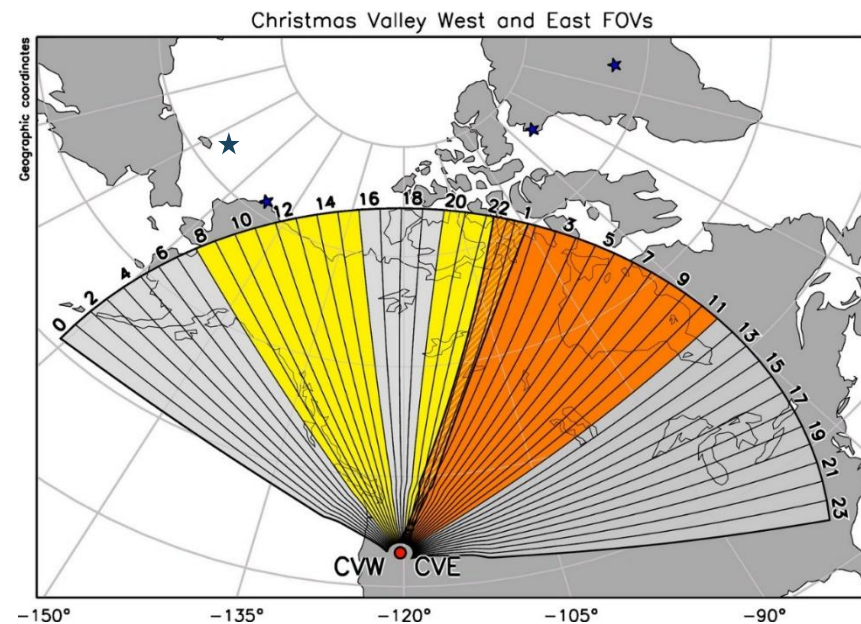 Christmas Valley West and East FOVs
Geographic coordinates
0 2 4 6 8 10 12 14 16 18 20 22 1 3 5 7 9 11 13 15 17 19 21 23
CVW CVE
−150° −135° −120° −105° −90°